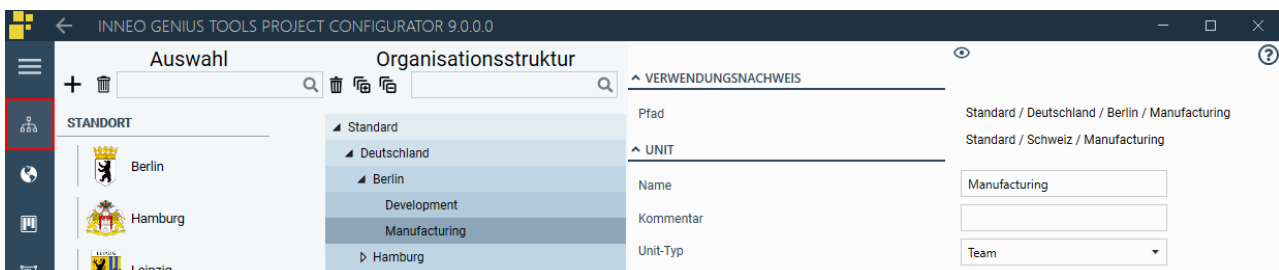 INNEO GENIUS TOOLS PROJECT CONFIGURATOR 9.0.0.0
Auswahl
STANDORT
Berlin
Hamburg
Leipzig
Organisationsstruktur
Standard
Deutschland
Berlin
Development
Manufacturing
Hamburg
VERWENDUNGSNACHWEIS
Pfad
Standard / Deutschland / Berlin / Manufacturing
Standard / Schweiz / Manufacturing
UNIT
Name
Manufacturing
Kommentar
Unit-Typ
Team